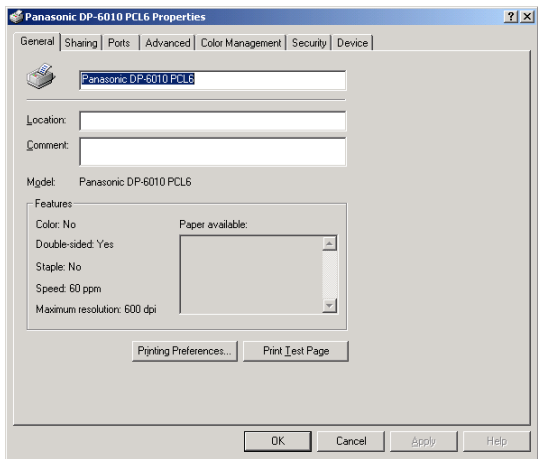 Panasonic DP-6010 PCL6 Properties
General Sharing Ports Advanced Color Management Security Device
Panasonic DP-6010 PCL6
Location:
Comment:
Model: Panasonic DP-6010 PCL6
Features
Color: No Paper available:
Double-sided: Yes
Staple: No
Speed: 60 ppm
Maximum resolution: 600 dpi
Printing Preferences... Print Test Page
OK Cancel Apply Help